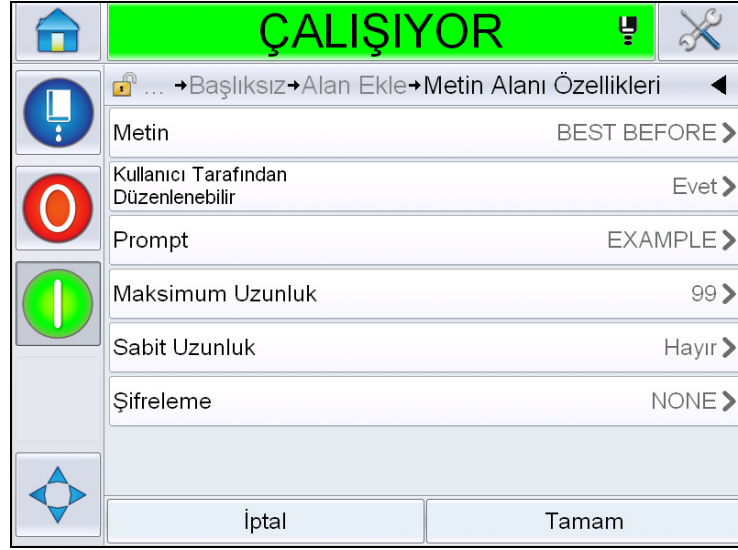 ÇALIŞIYOR
... →Başlıksız→Alan Ekle→Metin Alanı Özellikleri
Metin BEST BEFORE
Kullanıcı Tarafından
Düzenlenebilir Evet
Prompt EXAMPLE
Maksimum Uzunluk 99
Sabit Uzunluk Hayır
Şifreleme NONE
İptal Tamam